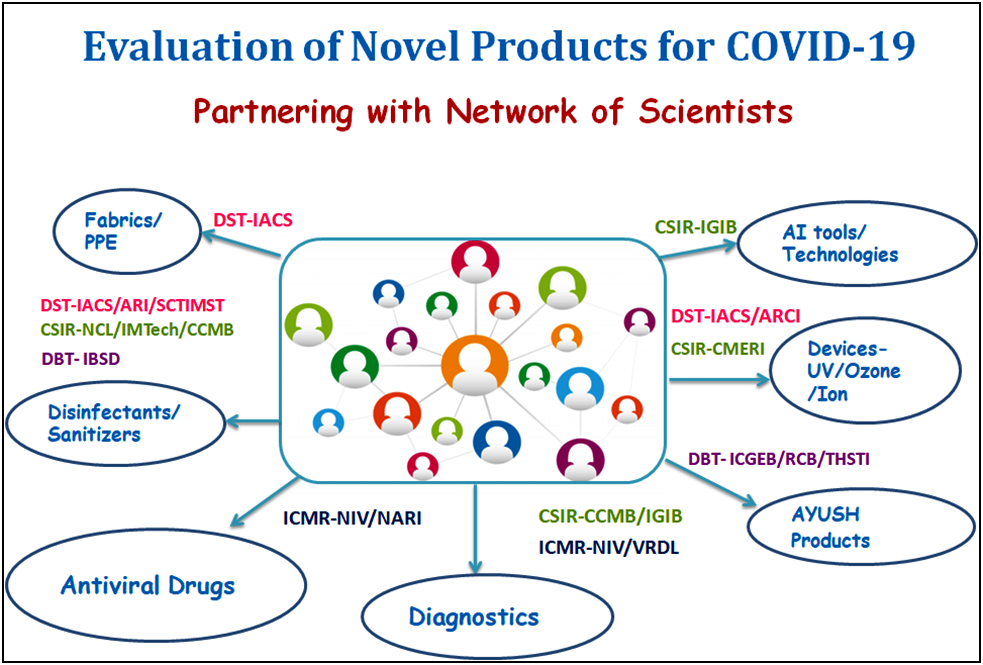 Evaluation of Novel Products for COVID-19
Partnering with Network of Scientists
Fabrics/
PPE
DST-IACS
CSIR-IGIB
AI tools/
Technologies
DST-IACS/ARI/SCTIMST
CSIR-NCL/IMTech/CCMB
DBT- IBSD
Disinfectants/
Sanitizers
DST-IACS/ARCI
CSIR-CMERI
Devices-
UV/Ozone
/Ion
DBT- ICGEB/RCB/THSTI
AYUSH
Products
ICMR-NIV/NARI
Antiviral Drugs
CSIR-CCMB/IGIB
ICMR-NIV/VRDL
Diagnostics